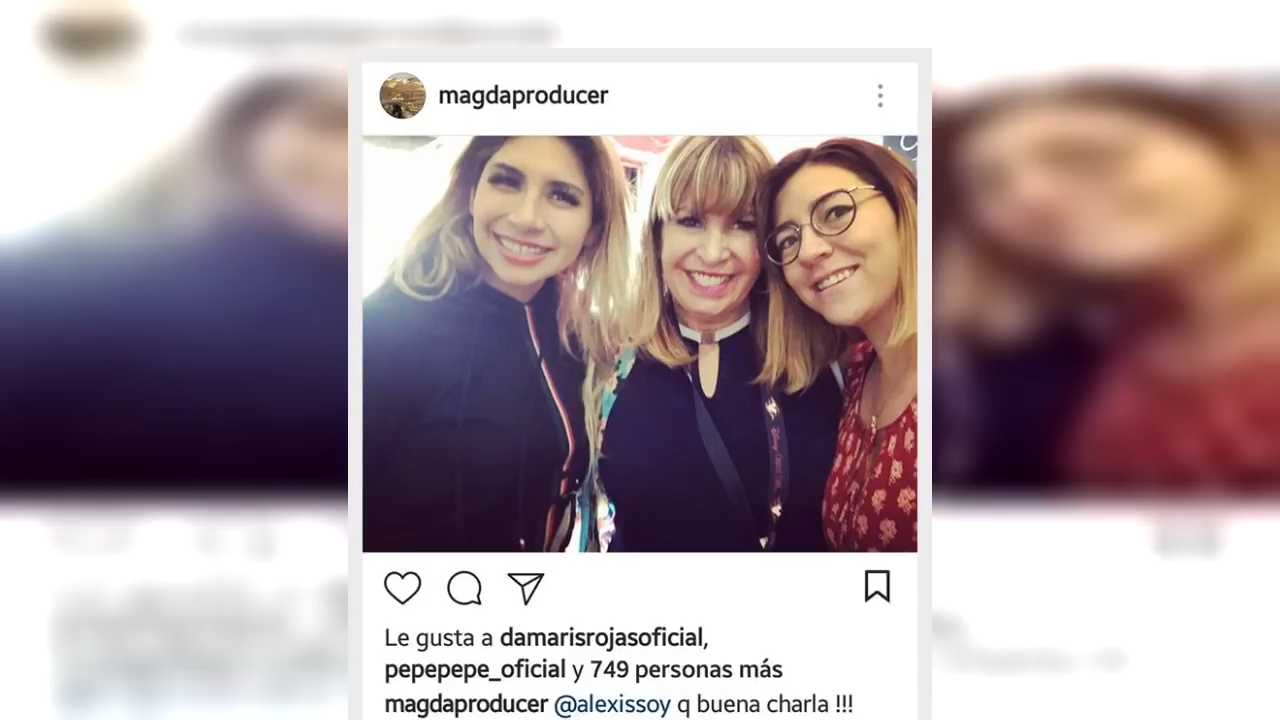 magdaproducer
Le gusta a damarisrojasoficial,
pepepepe_oficial y 749 personas más
magdaproducer @alexissoy q buena charla !!!